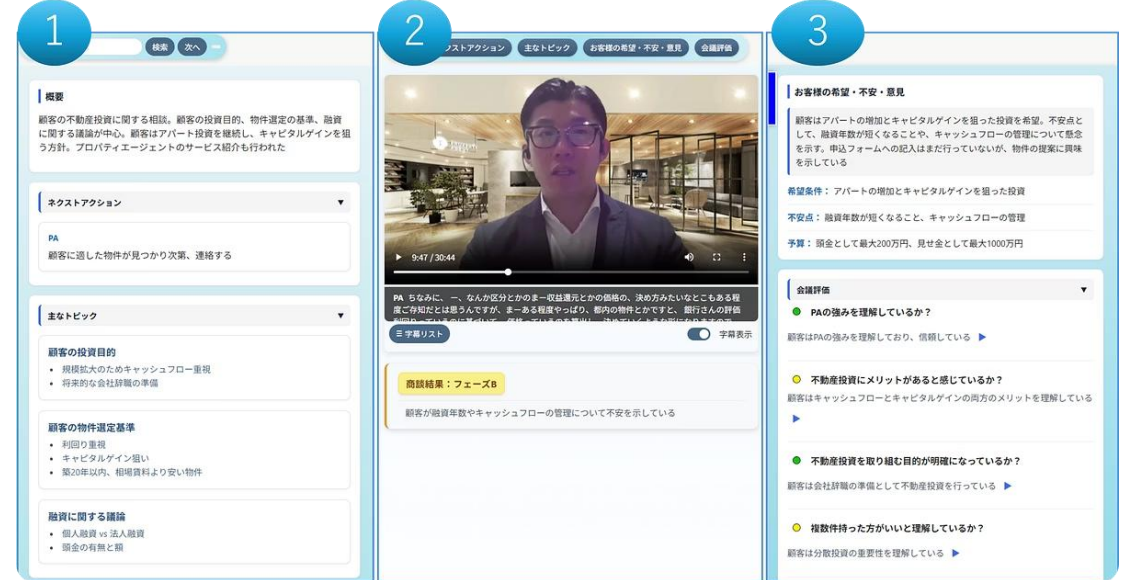 1
検索
次へ
概要
顧客の不動産投資に関する相談。顧客の投資目的、物件選定の基準、融資
に関する議論が中心。顧客はアパート投資を継続し、キャピタルゲインを狙
う方針。プロパティエージェントのサービス紹介も行われた
ネクストアクション
▼
PA
顧客に適した物件が見つかり次第、連絡する
主なトピック
▼
顧客の投資目的
• 規模拡大のためキャッシュフロー重視
• 将来的な会社辞職の準備
顧客の物件選定基準
• 利回り重視
• キャピタルゲイン狙い
• 築20年以内、相場賃料より安い物件
融資に関する議論
• 個人融資 vs 法人融資
• 頭金の有無と額
2
クストアクション
主なトピック
お客様の希望・不安・意見
会議評価
9:47 / 30:44
PA ちなみに、 ー、なんか区分とかのまー収益還元とかの価格の、決め方みたいなとこもある程
度ご存知だとは思うんですが、まーある程度やっぱり、都内の物件とかですと、 銀行さんの評価
☰ 字幕リスト
字幕表示
商談結果：フェーズB
顧客が融資年数やキャッシュフローの管理について不安を示している
3
お客様の希望・不安・意見
顧客はアパートの増加とキャピタルゲインを狙った投資を希望。不安点と
して、融資年数が短くなることや、キャッシュフローの管理について懸念
を示す。申込フォームへの記入はまだ行っていないが、物件の提案に興味
を示している
希望条件： アパートの増加とキャピタルゲインを狙った投資
不安点： 融資年数が短くなること、キャッシュフローの管理
予算： 頭金として最大200万円、見せ金として最大1000万円
会議評価
▼
PAの強みを理解しているか？
顧客はPAの強みを理解しており、信頼している ▶
不動産投資にメリットがあると感じているか？
顧客はキャッシュフローとキャピタルゲインの両方のメリットを理解している
▶
不動産投資を取り組む目的が明確になっているか？
顧客は会社辞職の準備として不動産投資を行っている ▶
複数件持った方がいいと理解しているか？
顧客は分散投資の重要性を理解している ▶